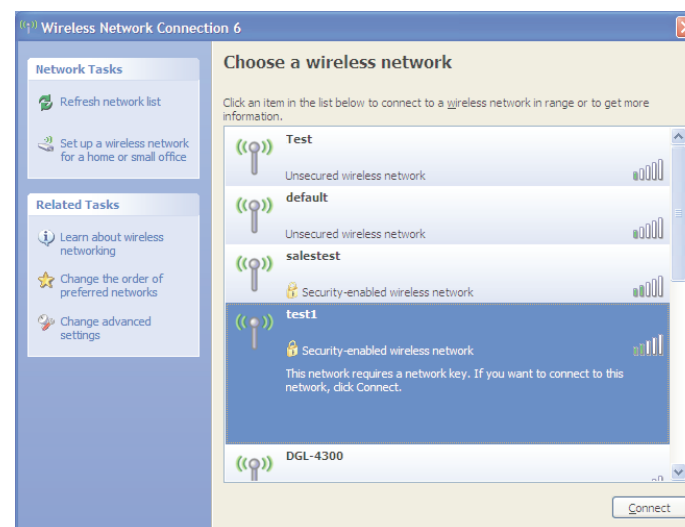 Wireless Network Connection 6
Network Tasks
Refresh network list
Set up a wireless network
for a home or small office
Related Tasks
Learn about wireless
networking
Change the order of
preferred networks
Change advanced
settings
Choose a wireless network
Click an item in the list below to connect to a wireless network in range or to get more
information.
Test
Unsecured wireless network
default
Unsecured wireless network
salestest
Security-enabled wireless network
test1
Security-enabled wireless network
This network requires a network key. If you want to connect to this
network, click Connect.
DGL-4300
Connect